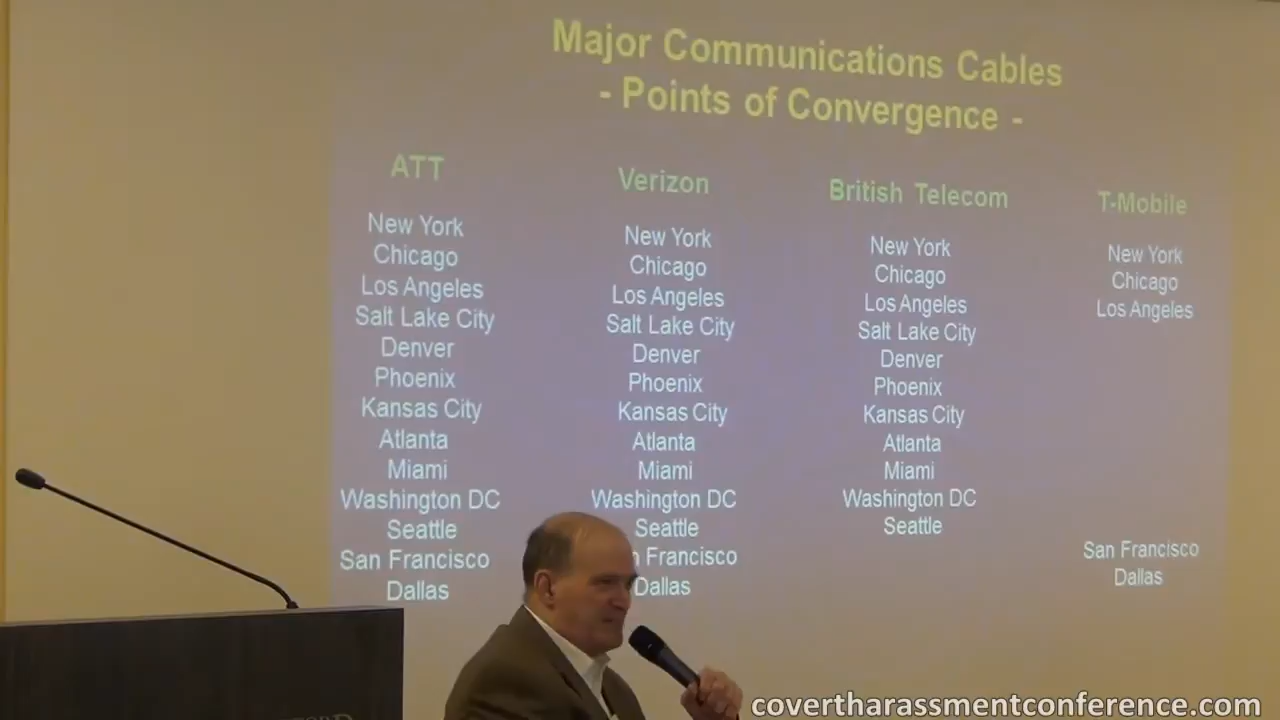 Major Communications Cables
- Points of Convergence -
ATT
New York
Chicago
Los Angeles
Salt Lake City
Denver
Phoenix
Kansas City
Atlanta
Miami
Washington DC
Seattle
San Francisco
Dallas
Verizon
New York
Chicago
Los Angeles
Salt Lake City
Denver
Phoenix
Kansas City
Atlanta
Miami
Washington DC
Seattle
Francisco
Dallas
British Telecom
New York
Chicago
Los Angeles
Salt Lake City
Denver
Phoenix
Kansas City
Atlanta
Miami
Washington DC
Seattle
T-Mobile
New York
Chicago
Los Angeles
San Francisco
Dallas
covertharassmentconference.com